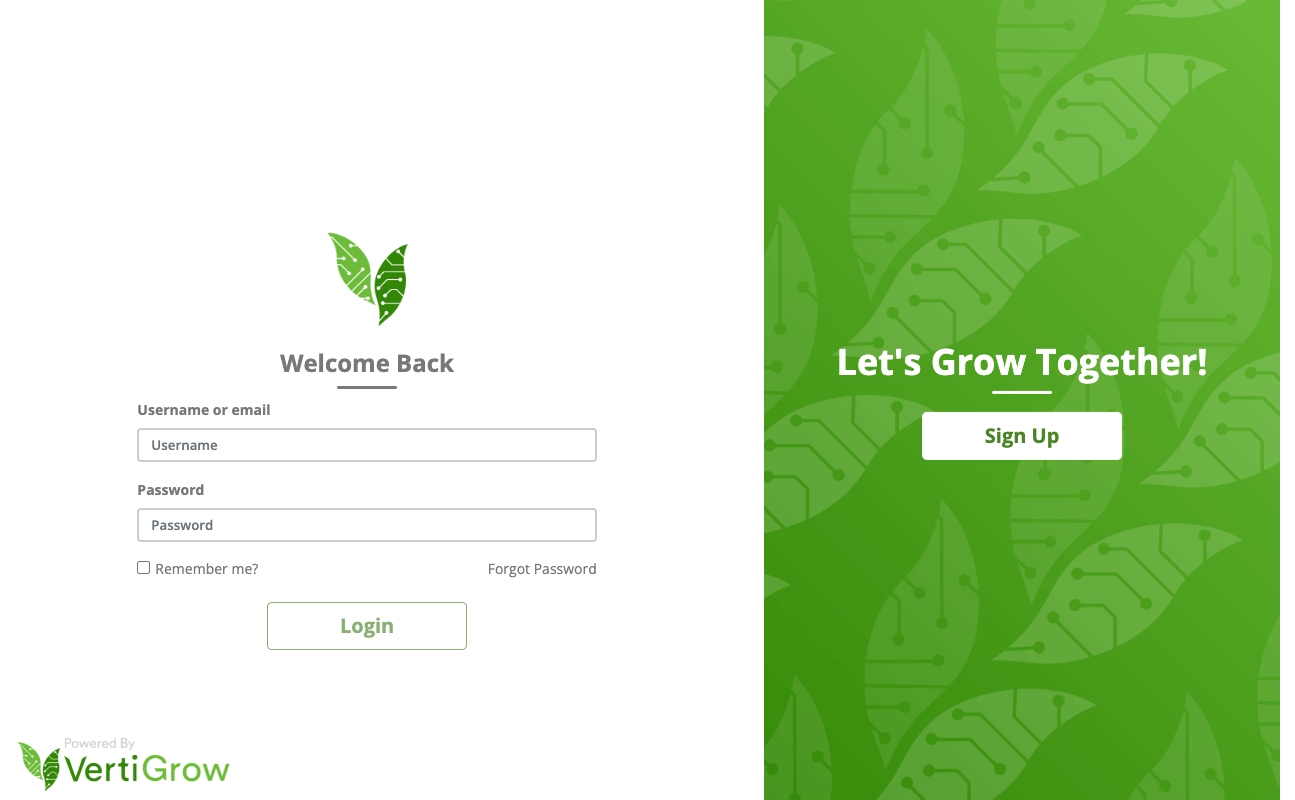 Welcome Back
Username or email
Username
Password
Password
Remember me?
Forgot Password
Login
Powered By
VertiGrow
Let's Grow Together!
Sign Up